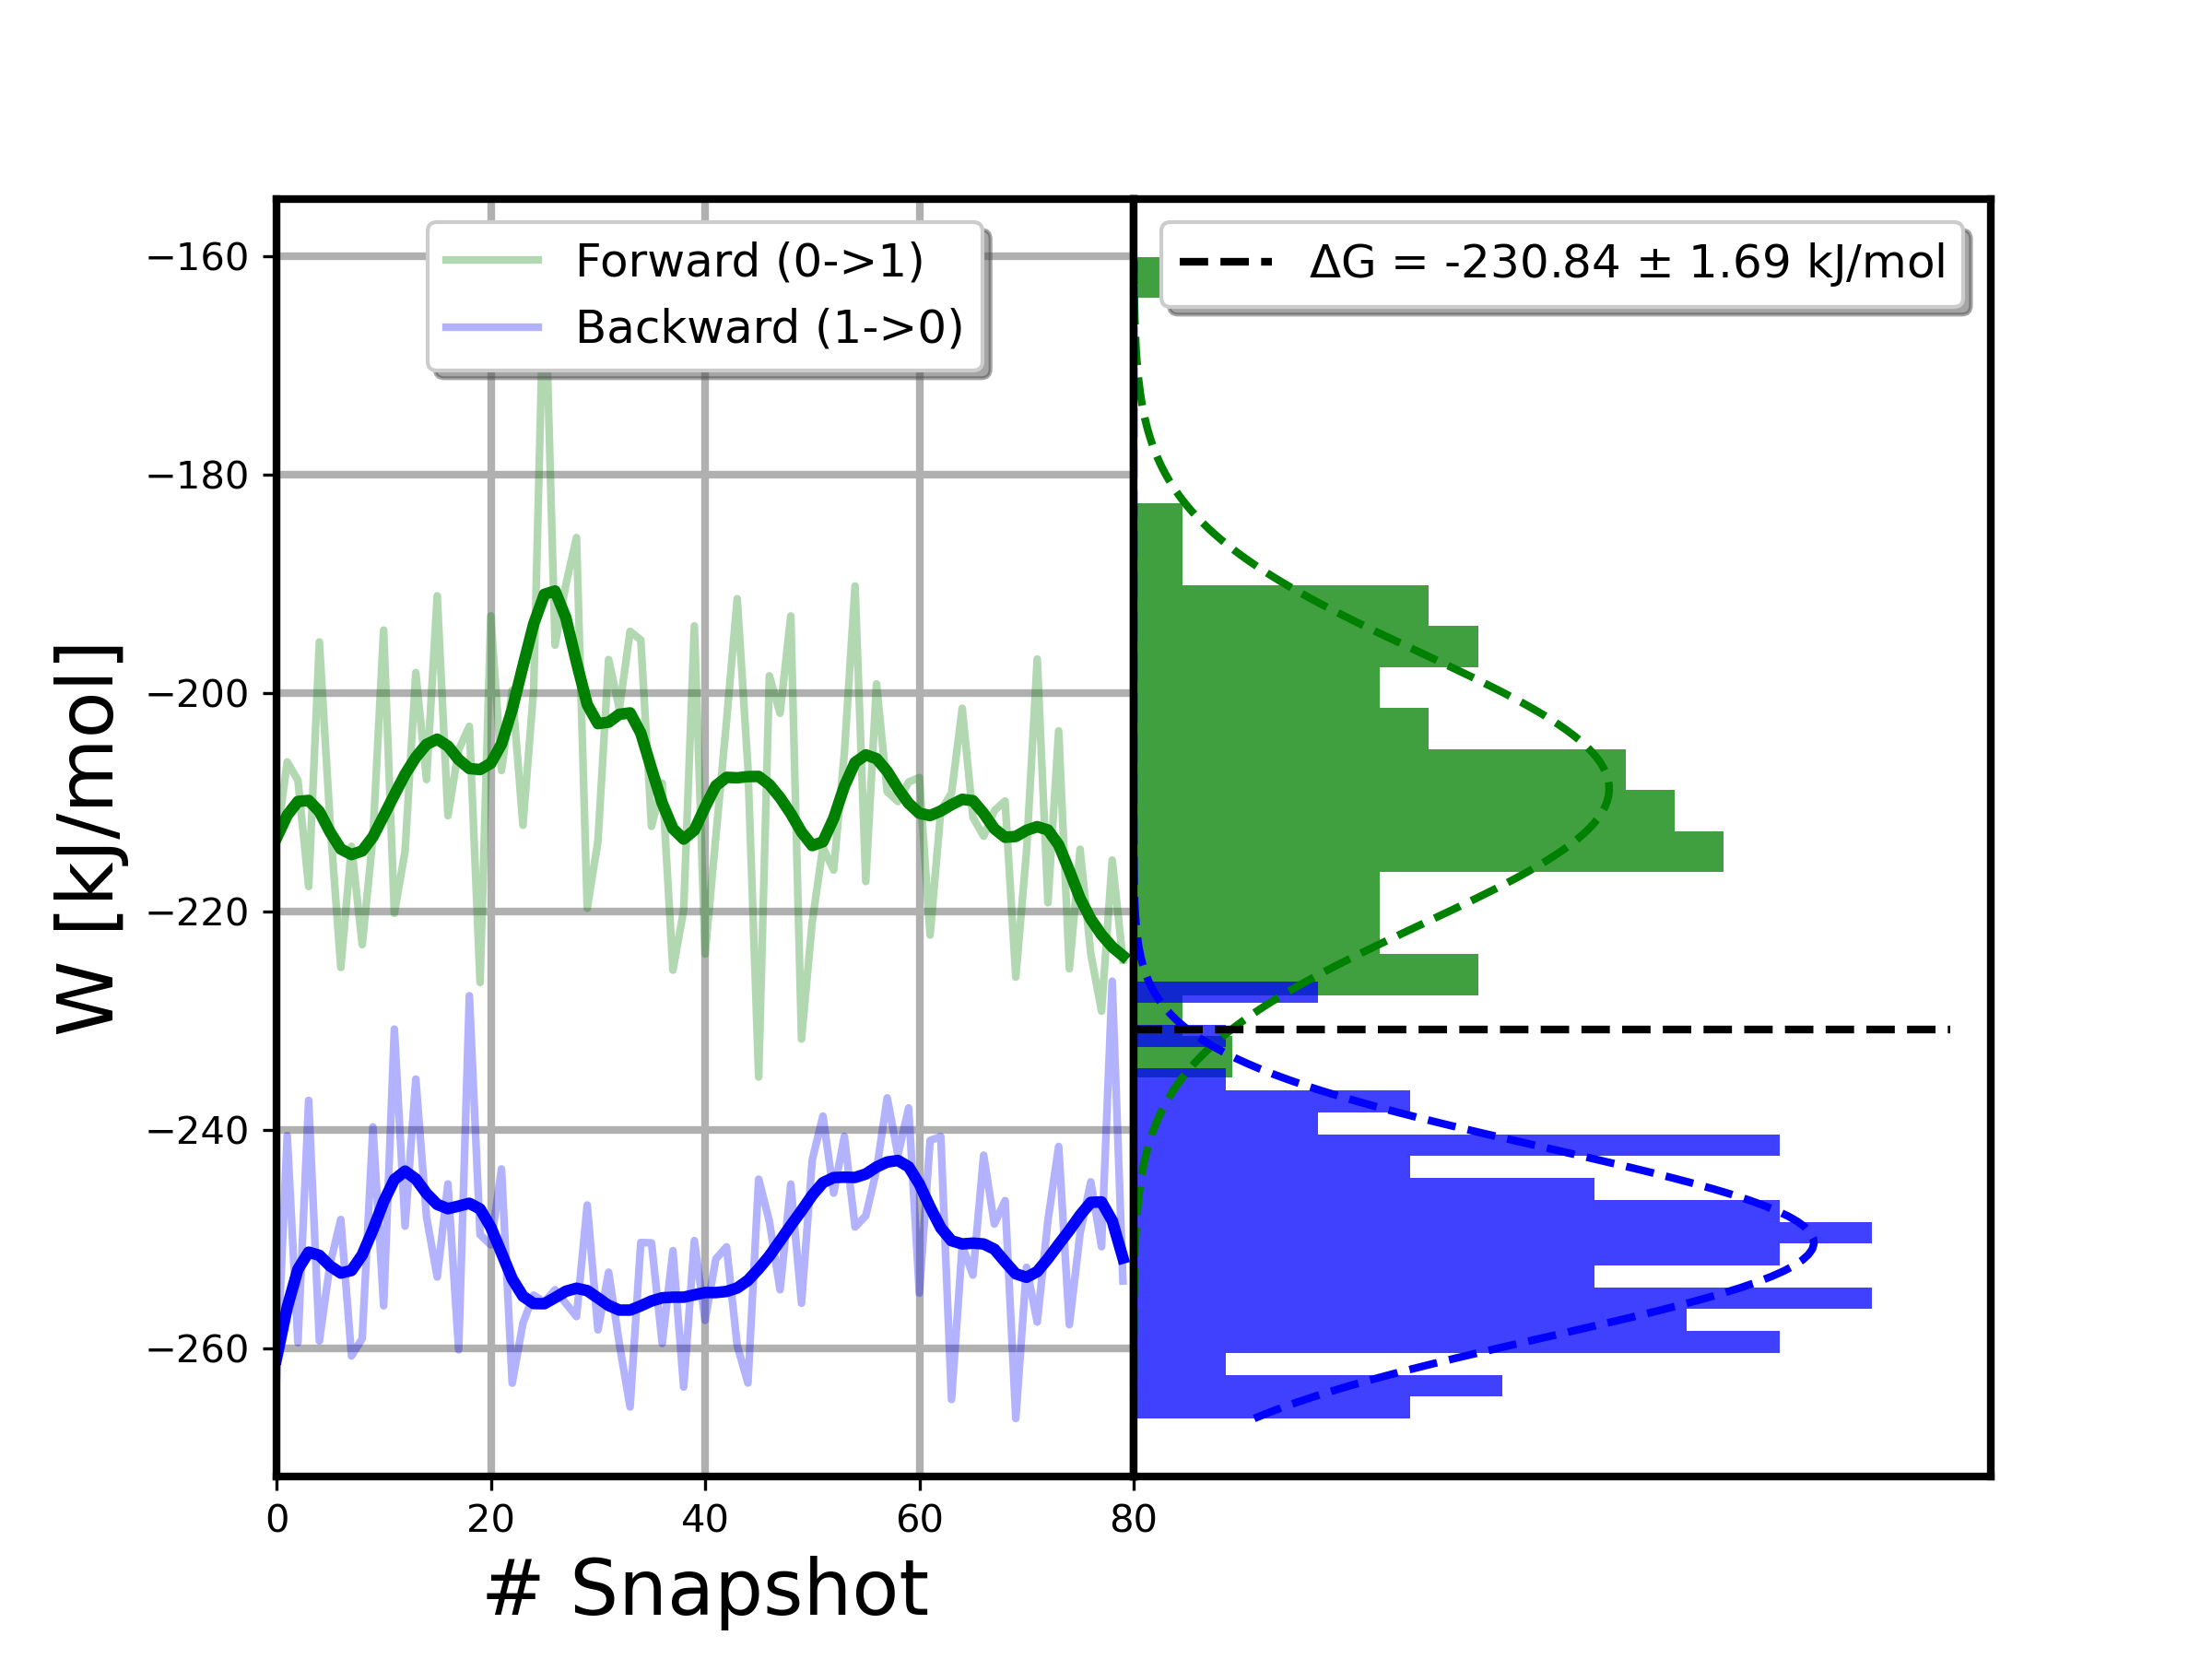 Forward (0->1)
Backward (1->0)
ΔG = -230.84 ± 1.69 kJ/mol
−160
−180
−200
−220
−240
−260
W [kJ/mol]
0 20 40 60 80
# Snapshot